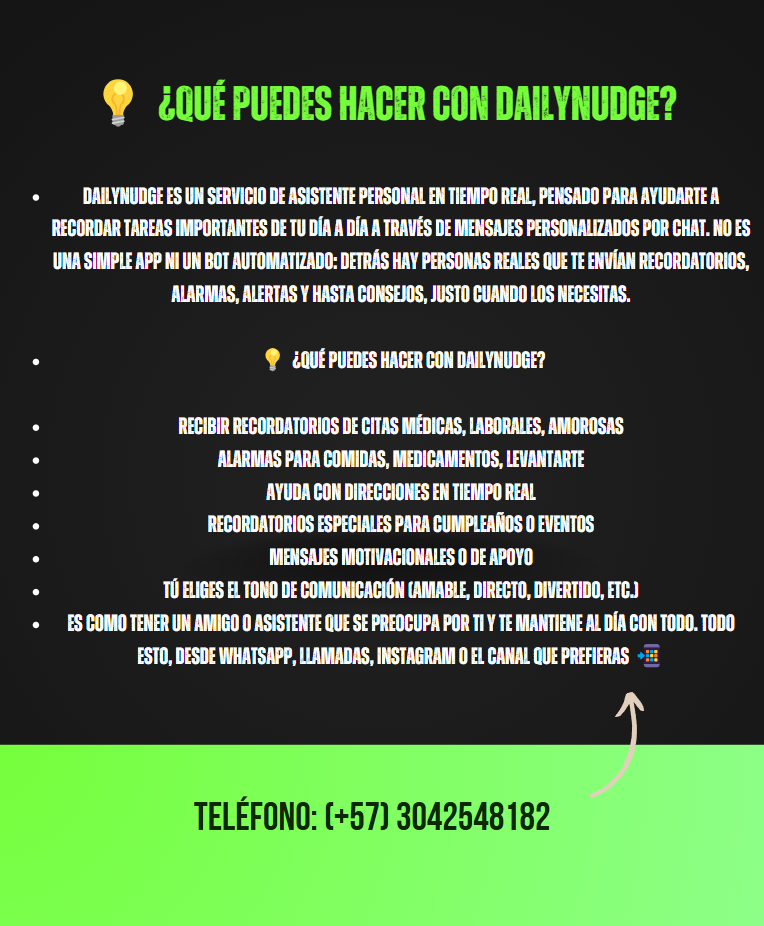 💡 ¿QUÉ PUEDES HACER CON DAILYNUDGE?
• DAILYNUDGE ES UN SERVICIO DE ASISTENTE PERSONAL EN TIEMPO REAL, PENSADO PARA AYUDARTE A
RECORDAR TAREAS IMPORTANTES DE TU DÍA A DÍA A TRAVÉS DE MENSAJES PERSONALIZADOS POR CHAT. NO ES
UNA SIMPLE APP NI UN BOT AUTOMATIZADO: DETRÁS HAY PERSONAS REALES QUE TE ENVÍAN RECORDATORIOS,
ALARMAS, ALERTAS Y HASTA CONSEJOS, JUSTO CUANDO LOS NECESITAS.
• 💡 ¿QUÉ PUEDES HACER CON DAILYNUDGE?
• RECIBIR RECORDATORIOS DE CITAS MÉDICAS, LABORALES, AMOROSAS
• ALARMAS PARA COMIDAS, MEDICAMENTOS, LEVANTARTE
• AYUDA CON DIRECCIONES EN TIEMPO REAL
• RECORDATORIOS ESPECIALES PARA CUMPLEAÑOS O EVENTOS
• MENSAJES MOTIVACIONALES O DE APOYO
• TÚ ELIGES EL TONO DE COMUNICACIÓN (AMABLE, DIRECTO, DIVERTIDO, ETC.)
• ES COMO TENER UN AMIGO O ASISTENTE QUE SE PREOCUPA POR TI Y TE MANTIENE AL DÍA CON TODO. TODO
ESTO, DESDE WHATSAPP, LLAMADAS, INSTAGRAM O EL CANAL QUE PREFIERAS 📲
TELÉFONO: (+57) 3042548182